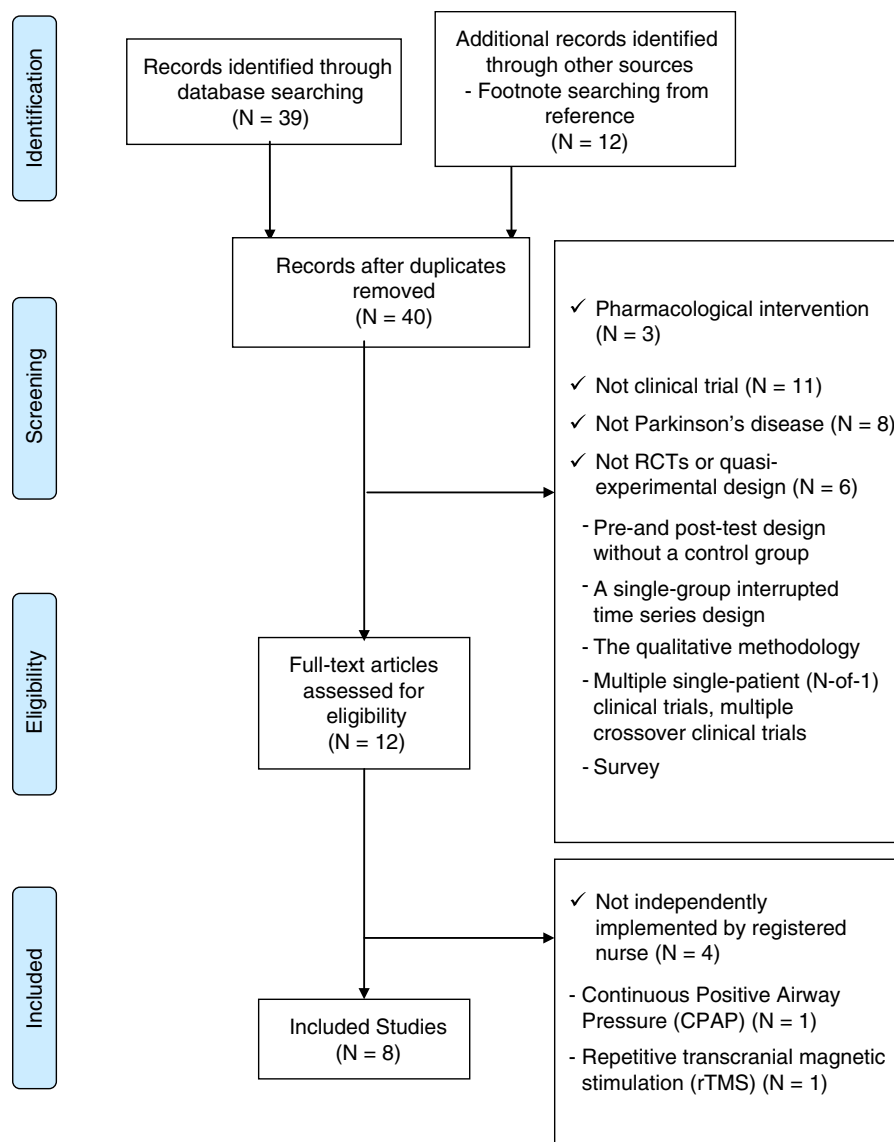 Identification
Records identified through
database searching
(N = 39)
Additional records identified
through other sources
- Footnote searching from
reference
(N = 12)
Records after duplicates
removed
(N = 40)
Screening
✓ Pharmacological intervention
(N = 3)
✓ Not clinical trial (N = 11)
✓ Not Parkinson's disease (N = 8)
✓ Not RCTs or quasi-
experimental design (N = 6)
- Pre-and post-test design
without a control group
- A single-group interrupted
time series design
- The qualitative methodology
- Multiple single-patient (N-of-1)
clinical trials, multiple
crossover clinical trials
- Survey
Eligibility
Full-text articles
assessed for
eligibility
(N = 12)
Included
✓ Not independently
implemented by registered
nurse (N = 4)
- Continuous Positive Airway
Pressure (CPAP) (N = 1)
- Repetitive transcranial magnetic
stimulation (rTMS) (N = 1)
Included Studies
(N = 8)